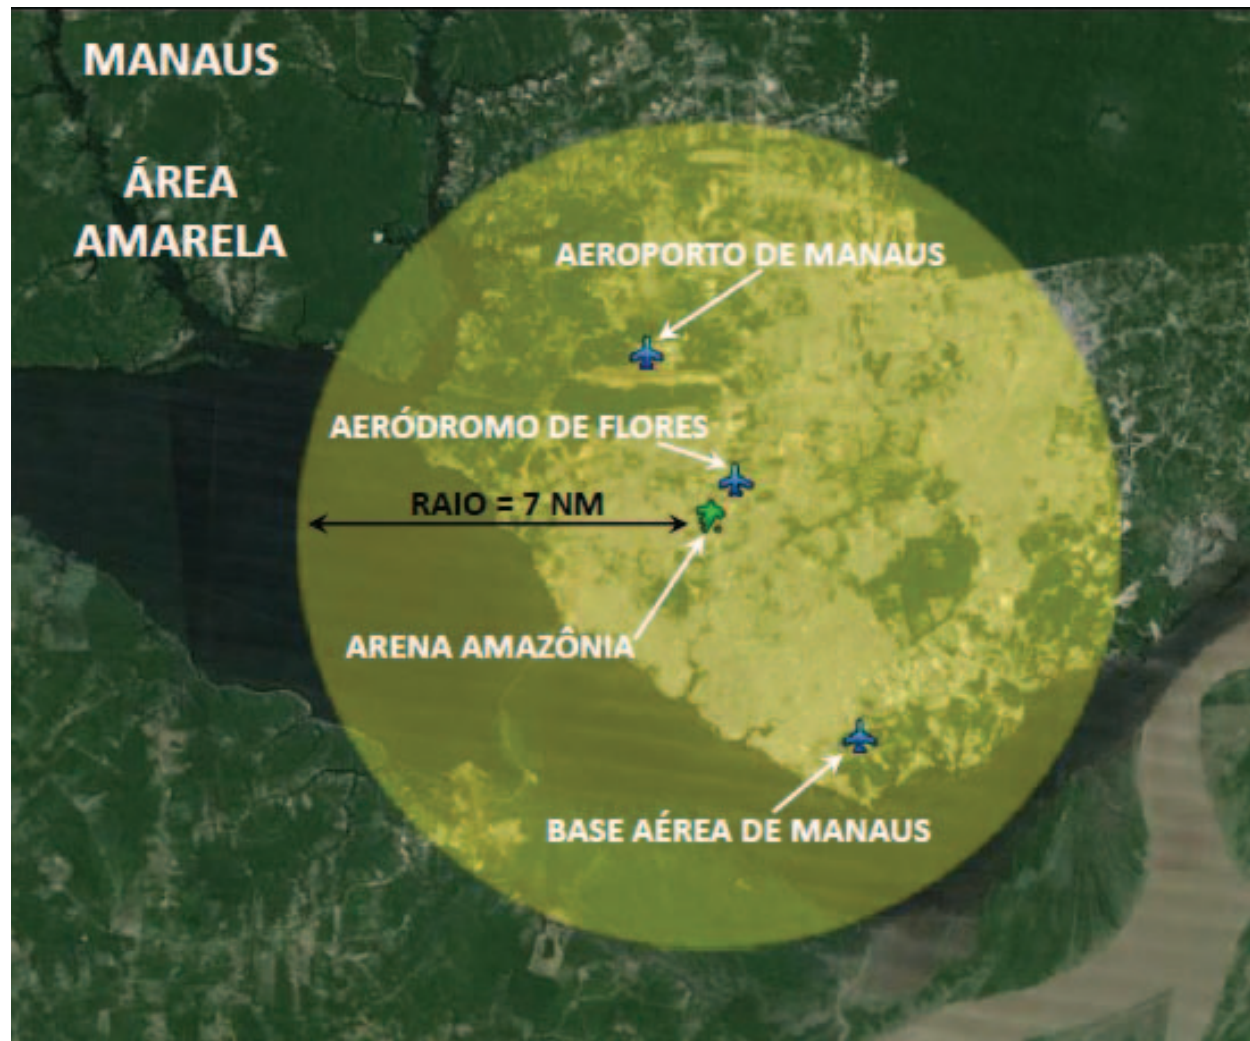 MANAUS
ÁREA
AMARELA
AEROPORTO DE MANAUS
AERÓDROMO DE FLORES
RAIO = 7 NM
ARENA AMAZÔNIA
BASE AÉREA DE MANAUS